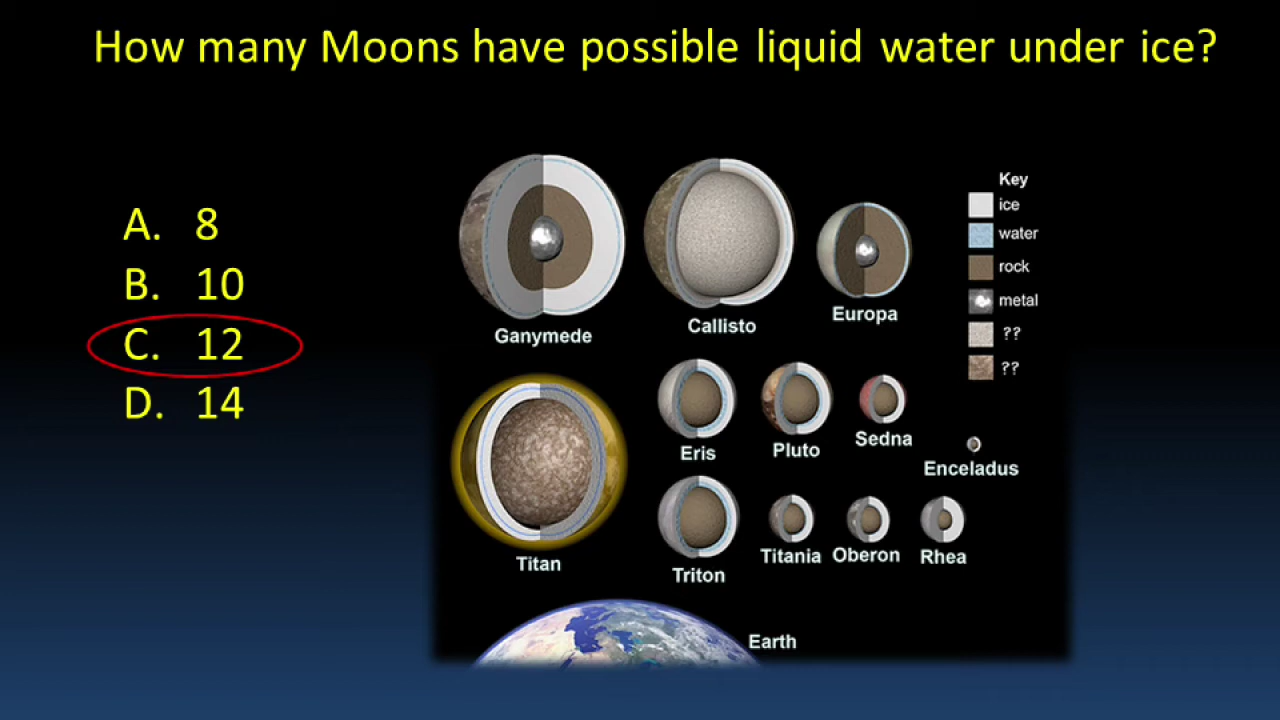 How many Moons have possible liquid water under ice?
A. 8
B. 10
C. 12
D. 14
Ganymede
Callisto
Europa
Key
ice
water
rock
metal
??
??
Titan
Eris
Pluto
Sedna
Enceladus
Triton
Titania
Oberon
Rhea
Earth